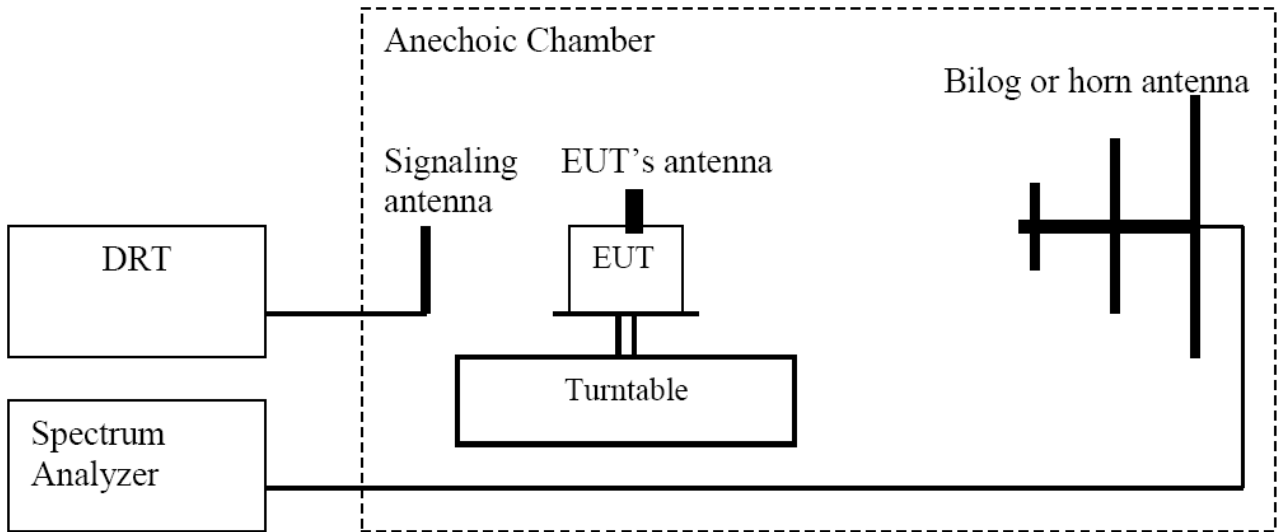 Anechoic Chamber
Bilog or horn antenna
Signaling
antenna
EUT’s antenna
DRT
EUT
Turntable
Spectrum
Analyzer